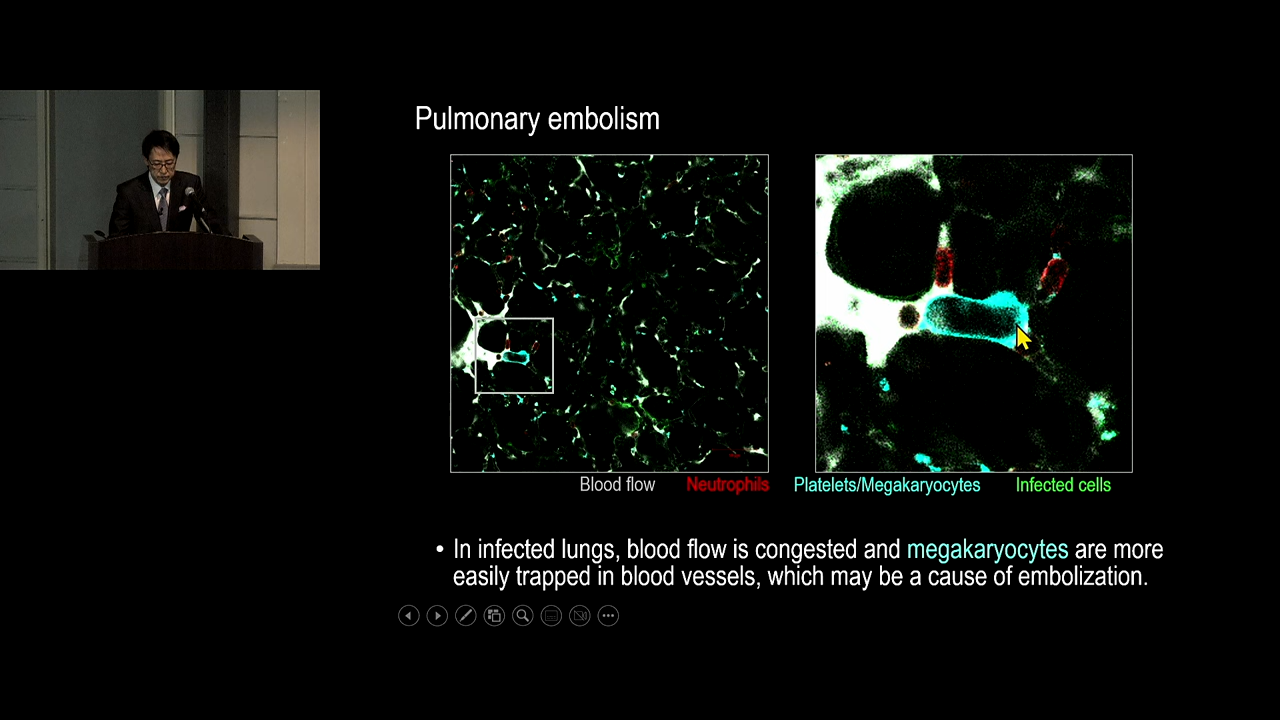 Pulmonary embolism
Blood flow Neutrophils Platelets/Megakaryocytes Infected cells
• In infected lungs, blood flow is congested and megakaryocytes are more
easily trapped in blood vessels, which may be a cause of embolization.